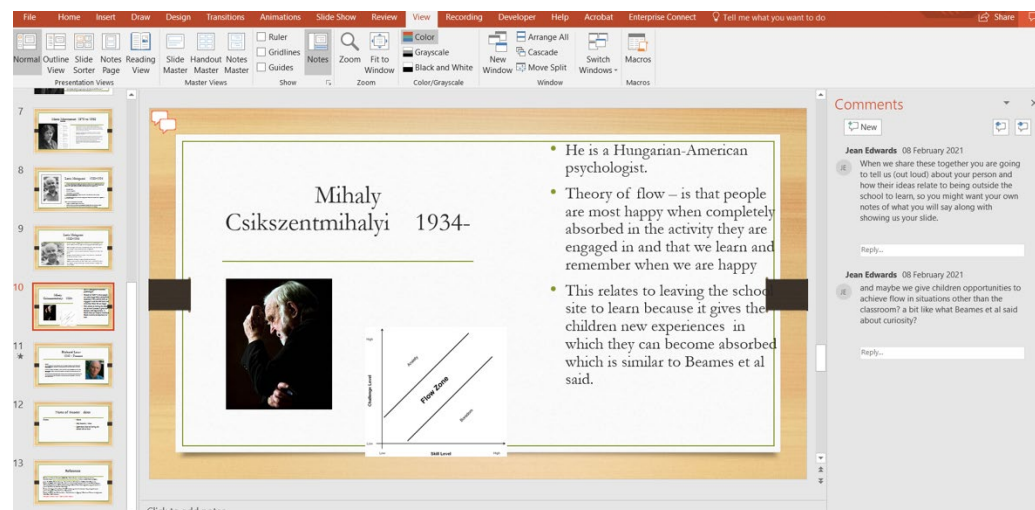 File Home Insert Draw Design Transitions Animations Slide Show Review View Recording Developer Help Acrobat Enterprise Connect Tell me what you want to do Share
Normal Outline View Slide Sorter Notes Page Reading View
Presentation Views
Slide Master Handout Master Notes Master
Master Views
Ruler
Gridlines
Guides
Show
Notes
Zoom Fit to Window
Zoom
Color
Grayscale
Black and White
Color/Grayscale
New Window
Arrange All
Cascade
Move Split
Switch Windows
Window
Macros
Macros
7
8
9
10
11
12
13
Mihaly
Csikszentmihalyi 1934-
• He is a Hungarian-American
psychologist.
• Theory of flow – is that people
are most happy when completely
absorbed in the activity they are
engaged in and that we learn and
remember when we are happy
• This relates to leaving the school
site to learn because it gives the
children new experiences in
which they can become absorbed
which is similar to Beames et al
said.
High
Challenge Level
Low
Anxiety
Flow Zone
Boredom
Low Skill Level High
Comments
New
Jean Edwards 08 February 2021
JE
When we share these together you are going
to tell us (out loud) about your person and
how their ideas relate to being outside the
school to learn, so you might want your own
notes of what you will say along with
showing us your slide.
Reply...
Jean Edwards 08 February 2021
JE
and maybe we give children opportunities to
achieve flow in situations other than the
classroom? a bit like what Beames et al said
about curiosity?
Reply...
Click to add notes